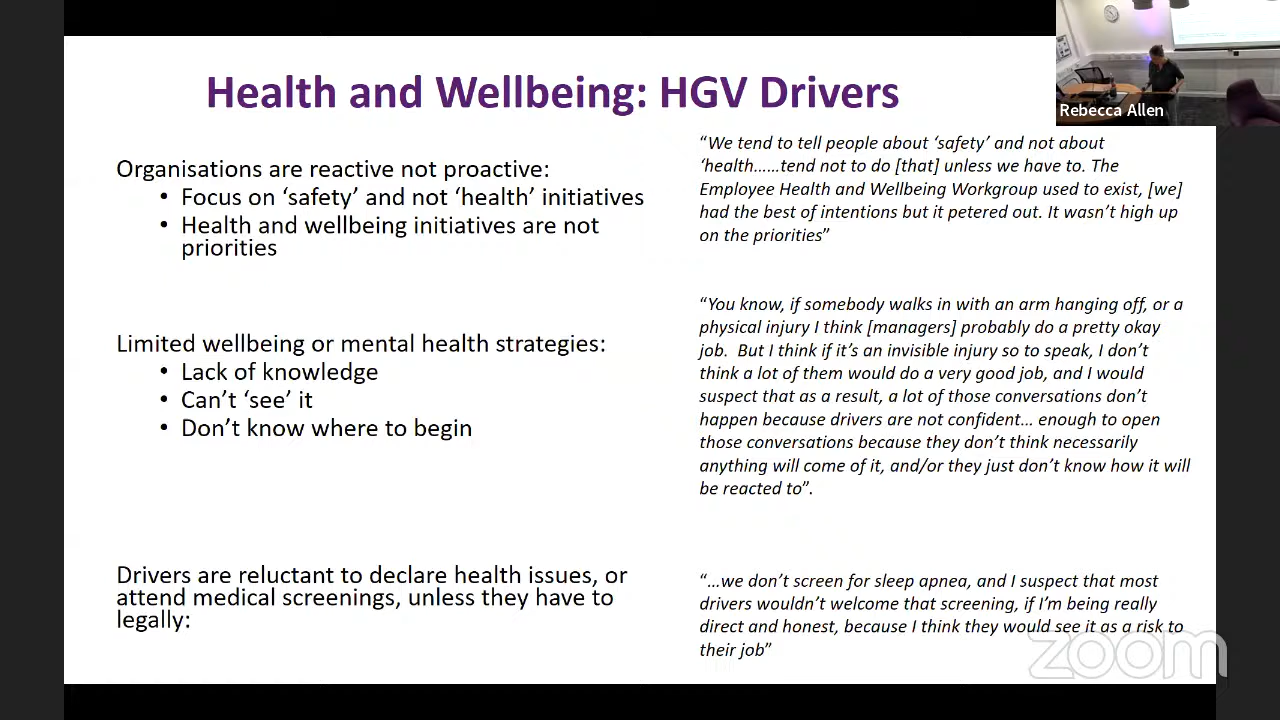 Health and Wellbeing: HGV Drivers
Rebecca Allen
Organisations are reactive not proactive:
• Focus on ‘safety’ and not ‘health’ initiatives
• Health and wellbeing initiatives are not
priorities
“We tend to tell people about ‘safety’ and not about
‘health……tend not to do [that] unless we have to. The
Employee Health and Wellbeing Workgroup used to exist, [we]
had the best of intentions but it petered out. It wasn’t high up
on the priorities”
Limited wellbeing or mental health strategies:
• Lack of knowledge
• Can’t ‘see’ it
• Don’t know where to begin
“You know, if somebody walks in with an arm hanging off, or a
physical injury I think [managers] probably do a pretty okay
job.  But I think if it’s an invisible injury so to speak, I don’t
think a lot of them would do a very good job, and I would
suspect that as a result, a lot of those conversations don’t
happen because drivers are not confident… enough to open
those conversations because they don’t think necessarily
anything will come of it, and/or they just don’t know how it will
be reacted to”.
Drivers are reluctant to declare health issues, or
attend medical screenings, unless they have to
legally:
“…we don’t screen for sleep apnea, and I suspect that most
drivers wouldn’t welcome that screening, if I’m being really
direct and honest, because I think they would see it as a risk to
their job”
zoom